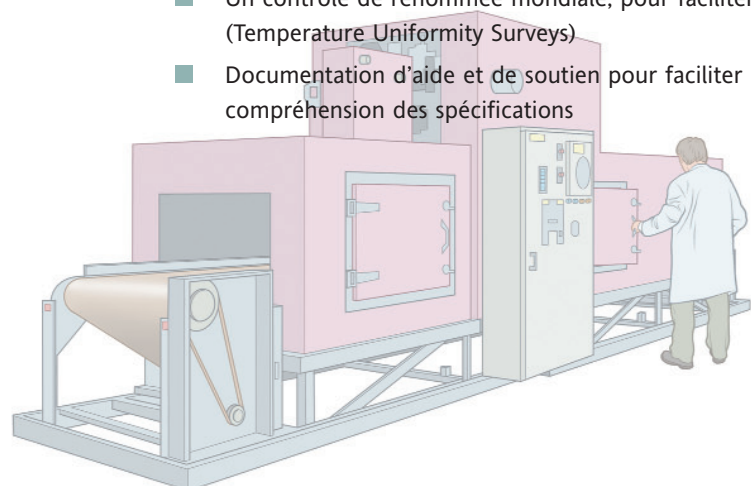 Un contrôle de renommée mondiale, pour faciliter
(Temperature Uniformity Surveys)
Documentation d'aide et de soutien pour faciliter
compréhension des spécifications